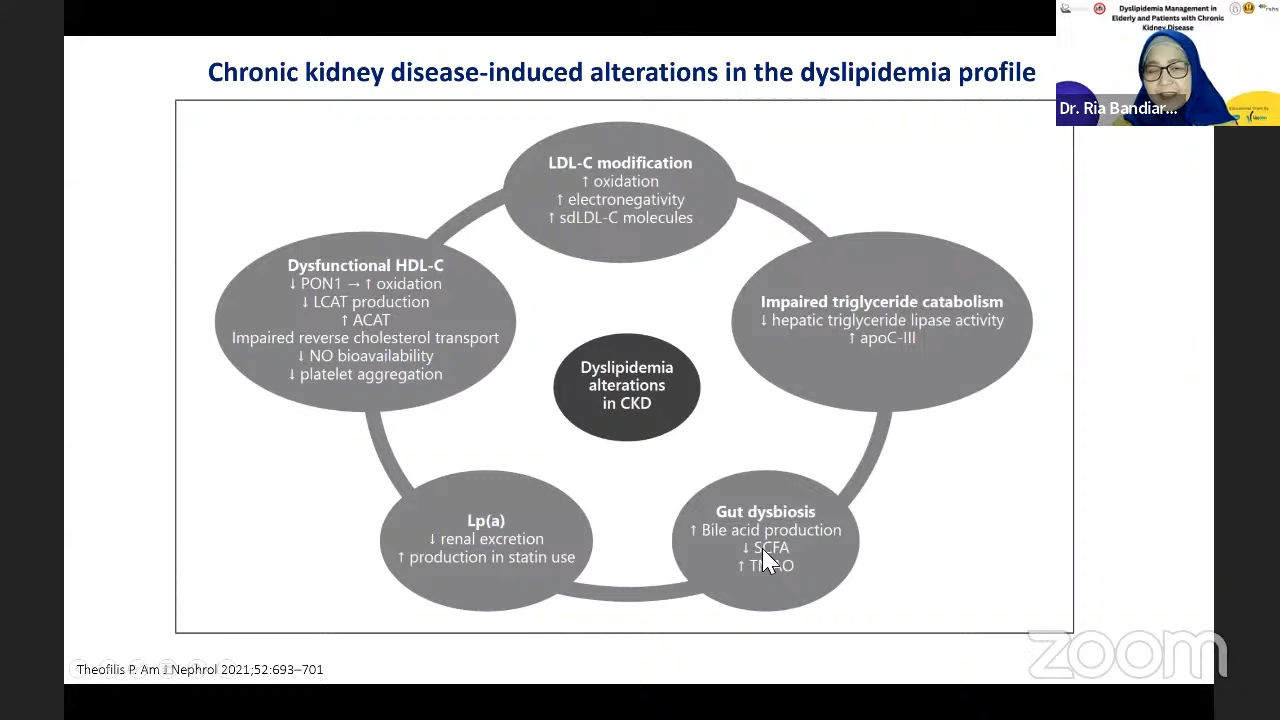 Chronic kidney disease-induced alterations in the dyslipidemia profile
Dyslipidemia Management in
Elderly and Patients with Chronic
Kidney Disease
Dr. Ria Bandiar...
LDL-C modification
↑ oxidation
↑ electronegativity
↑ sdLDL-C molecules
Dysfunctional HDL-C
↓ PON1 → ↑ oxidation
↓ LCAT production
↑ ACAT
Impaired reverse cholesterol transport
↓ NO bioavailability
↓ platelet aggregation
Impaired triglyceride catabolism
↓ hepatic triglyceride lipase activity
↑ apoC-III
Dyslipidemia
alterations
in CKD
Lp(a)
↓ renal excretion
↑ production in statin use
Gut dysbiosis
↑ Bile acid production
↓ SCFA
↑
Theofilis P. Am J Nephrol 2021;52:693–701
zoom